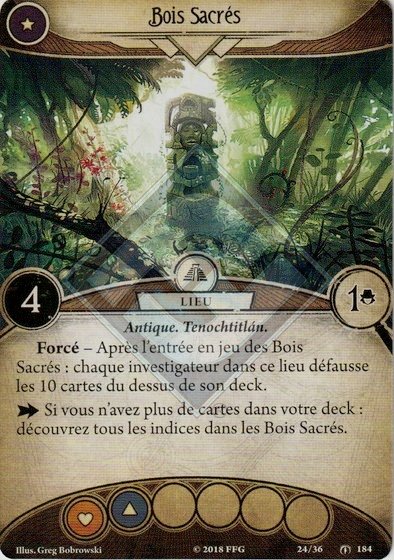 Bois Sacrés
4
1
LIEU
Antique. Tenochtitlán.
Forcé – Après l'entrée en jeu des Bois
Sacrés : chaque investigateur dans ce lieu défausse
les 10 cartes du dessus de son deck.
Si vous n'avez plus de cartes dans votre deck :
découvrez tous les indices dans les Bois Sacrés.
Illus. Greg Bobrowski
© 2018 FFG
24/36
184